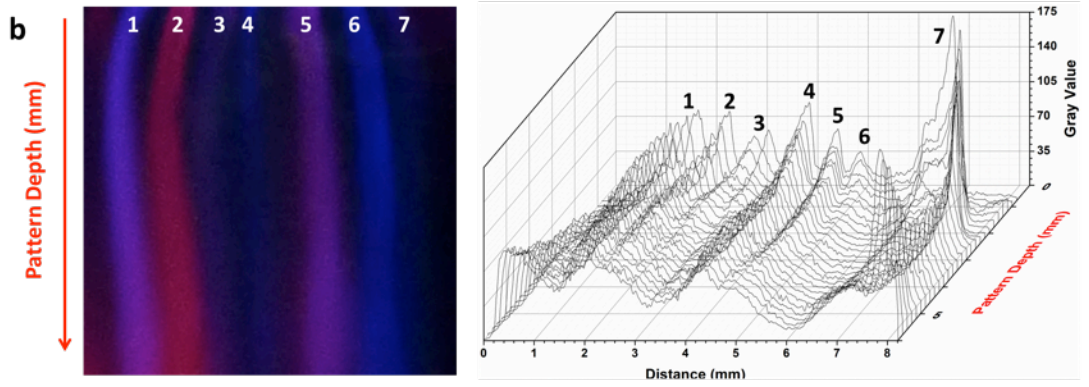 b
Pattern Depth (mm)
1 2 3 4 5 6 7
175
140
105
70
35
0
Gray Value
1 2 3 4 5 6 7
0
5
Pattern Depth (mm)
0 1 2 3 4 5 6 7 8
Distance (mm)